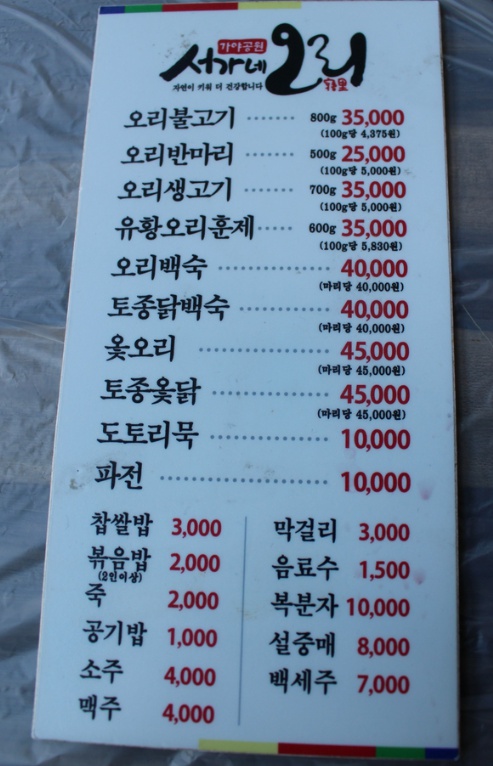 가야공원
서가네 오리
자연이 키워 더 건강합니다
오리불고기 ······· 800g 35,000
(100g당 4,375원)
오리반마리 ······· 500g 25,000
(100g당 5,000원)
오리생고기 ······· 700g 35,000
(100g당 5,000원)
유황오리훈제 ····· 600g 35,000
(100g당 5,830원)
오리백숙 ················ 40,000
(마리당 40,000원)
토종닭백숙 ·············· 40,000
(마리당 40,000원)
옻오리 ················· 45,000
(마리당 45,000원)
토종옻닭 ················ 45,000
(마리당 45,000원)
도토리묵 ················ 10,000
파전 ····················· 10,000
찹쌀밥 3,000
볶음밥 2,000
(2인이상)
죽 2,000
공기밥 1,000
소주 4,000
맥주 4,000
막걸리 3,000
음료수 1,500
복분자 10,000
설중매 8,000
백세주 7,000